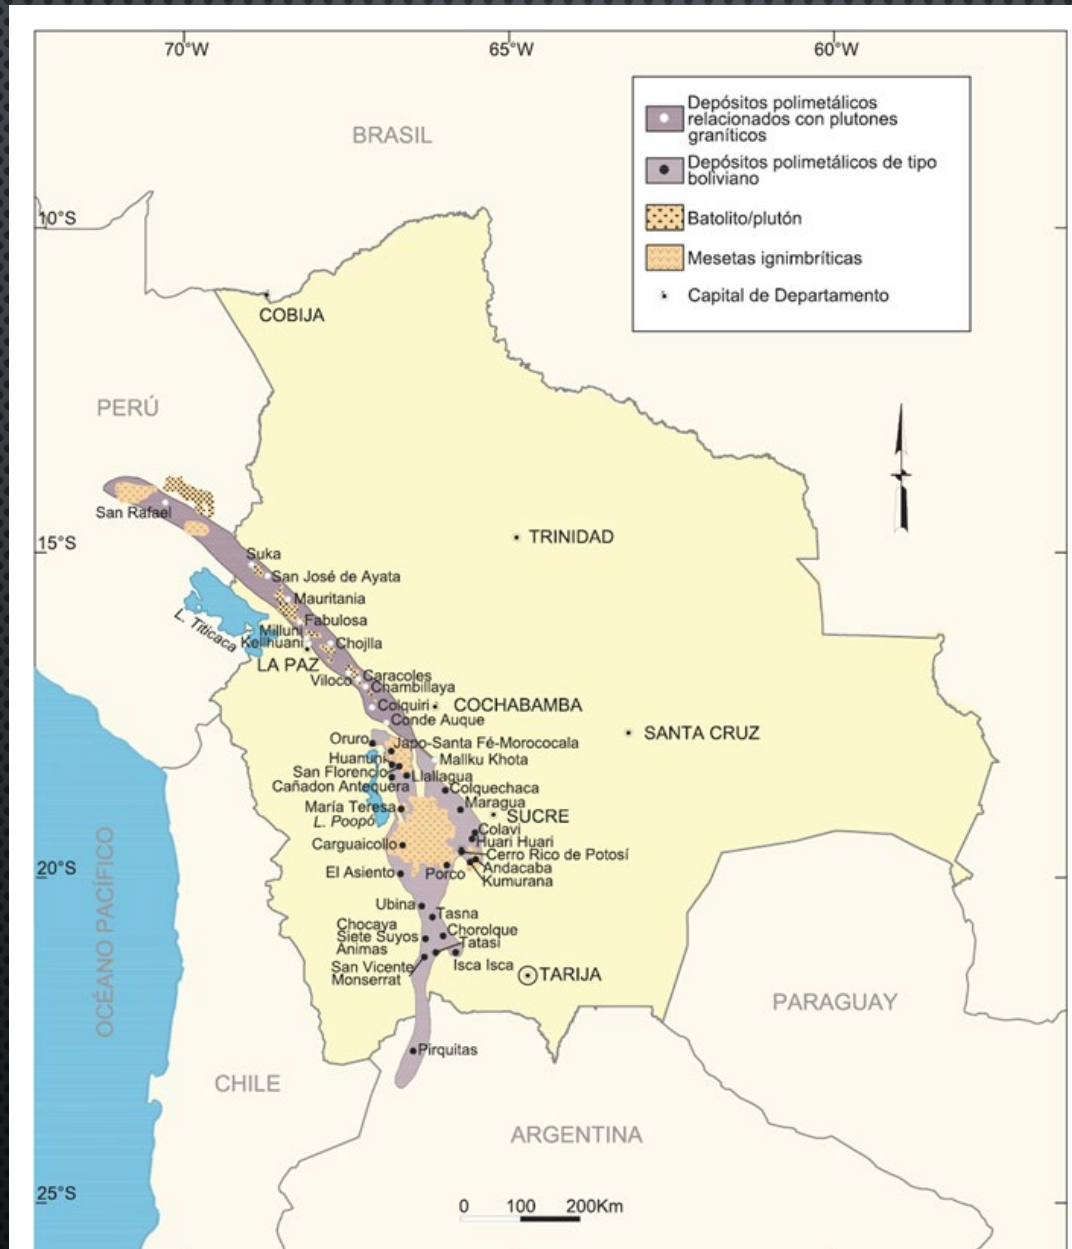 70°W
65°W
60°W
Depósitos polimetálicos
relacionados con plutones
graníticos
Depósitos polimetálicos de tipo
boliviano
Batolito/plutón
Mesetas ignimbríticas
Capital de Departamento
BRASIL
10°S
COBIJA
PERÚ
San Rafael
15°S
TRINIDAD
Suka
San José de Ayata
Mauritania
Fabulosa
L. Titicaca
Milluni
Kellhuani
Chojlla
LA PAZ
Viloco
Caracoles
Chambillaya
Colquiri
COCHABAMBA
Conde Auque
SANTA CRUZ
Oruro
Japo-Santa Fé-Morococala
Huanuni
Mallku Khota
San Florencio
Llallagua
Cañadon Antequera
Colquechaca
María Teresa
Maragua
L. Poopó
SUCRE
Colavi
Carguaicollo
Huari Huari
Cerro Rico de Potosí
20°S
El Asiento
Porco
Andacaba
Kumurana
Ubina
Tasna
Chocaya
Siete Suyos
Animas
Chorolque
Tatasi
San Vicente
Monserrat
Isca Isca
TARIJA
OCÉANO PACÍFICO
PARAGUAY
Pirquitas
CHILE
ARGENTINA
25°S
0 100 200Km